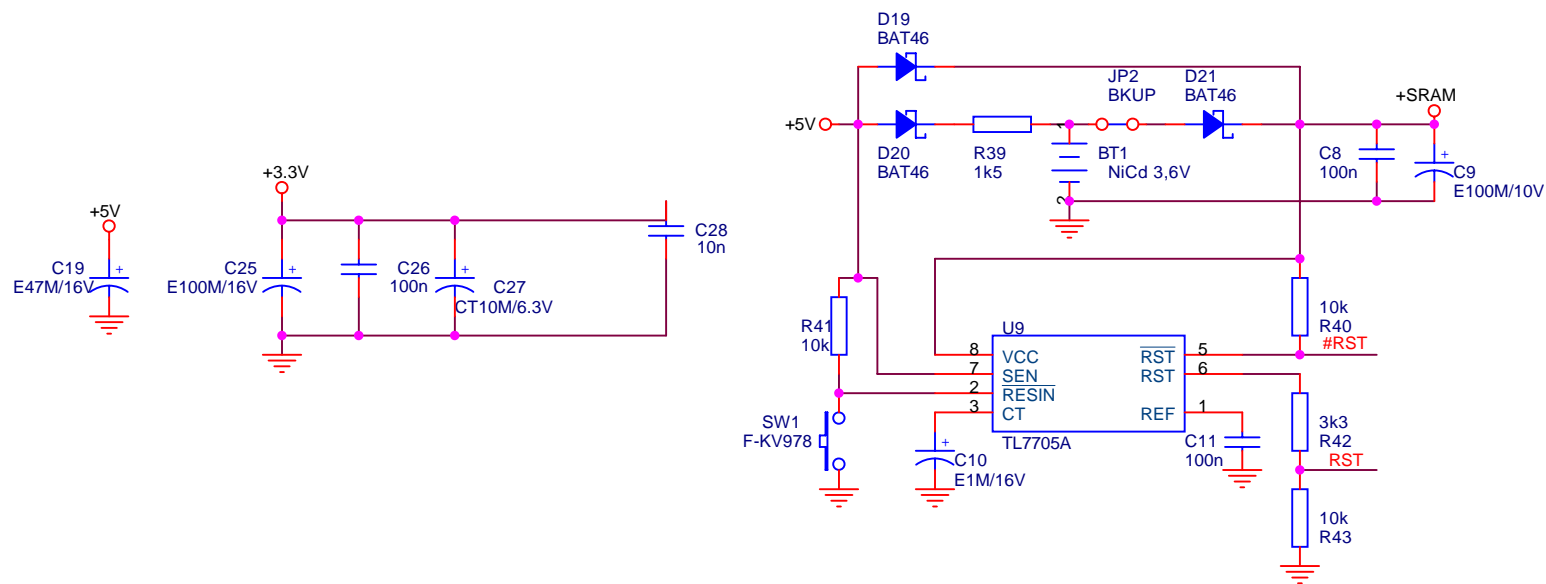 D19
BAT46
+5V
D20
BAT46
R39
1k5
1
2
BT1
NiCd 3,6V
JP2
BKUP
D21
BAT46
+SRAM
C8
100n
+
C9
E100M/10V
+5V
+
C19
E47M/16V
+3.3V
+
C25
E100M/16V
C26
100n
+
C27
CT10M/6.3V
C28
10n
R41
10k
SW1
F-KV978
+
C10
E1M/16V
U9
8 VCC
7 SEN
2 RESIN
3 CT
RST 5
RST 6
REF 1
TL7705A
C11
100n
10k
R40
#RST
3k3
R42
RST
10k
R43